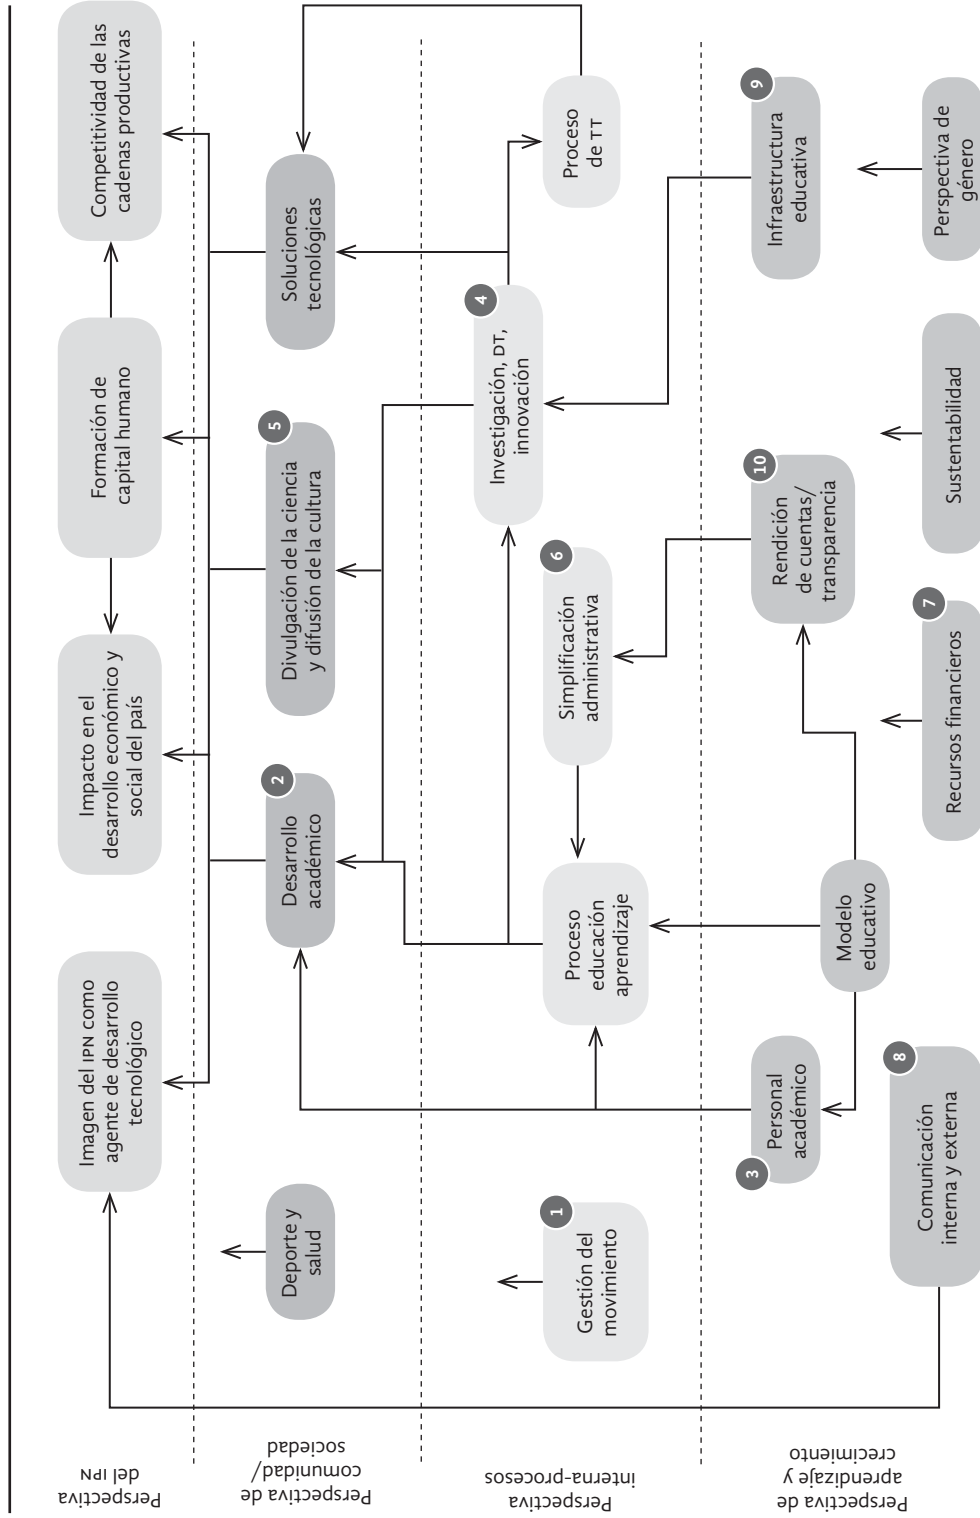 Perspectiva
del IPN
Imagen del IPN como
agente de desarrollo
tecnológico
Impacto en el
desarrollo económico y
social del país
Formación de
capital humano
Competitividad de las
cadenas productivas
Perspectiva de
comunidad/
sociedad
Deporte y
salud
Desarrollo
académico
2
Divulgación de la ciencia
y difusión de la cultura
5
Soluciones
tecnológicas
Perspectiva
interna-procesos
Gestión del
movimiento
1
Proceso
educación
aprendizaje
Simplificación
administrativa
6
Investigación, DT,
innovación
4
Proceso
de TT
Perspectiva de
aprendizaje y
crecimiento
Comunicación
interna y externa
8
3
Personal
académico
Modelo
educativo
Recursos financieros
7
Rendición
de cuentas/
transparencia
10
Sustentabilidad
Infraestructura
educativa
9
Perspectiva de
género